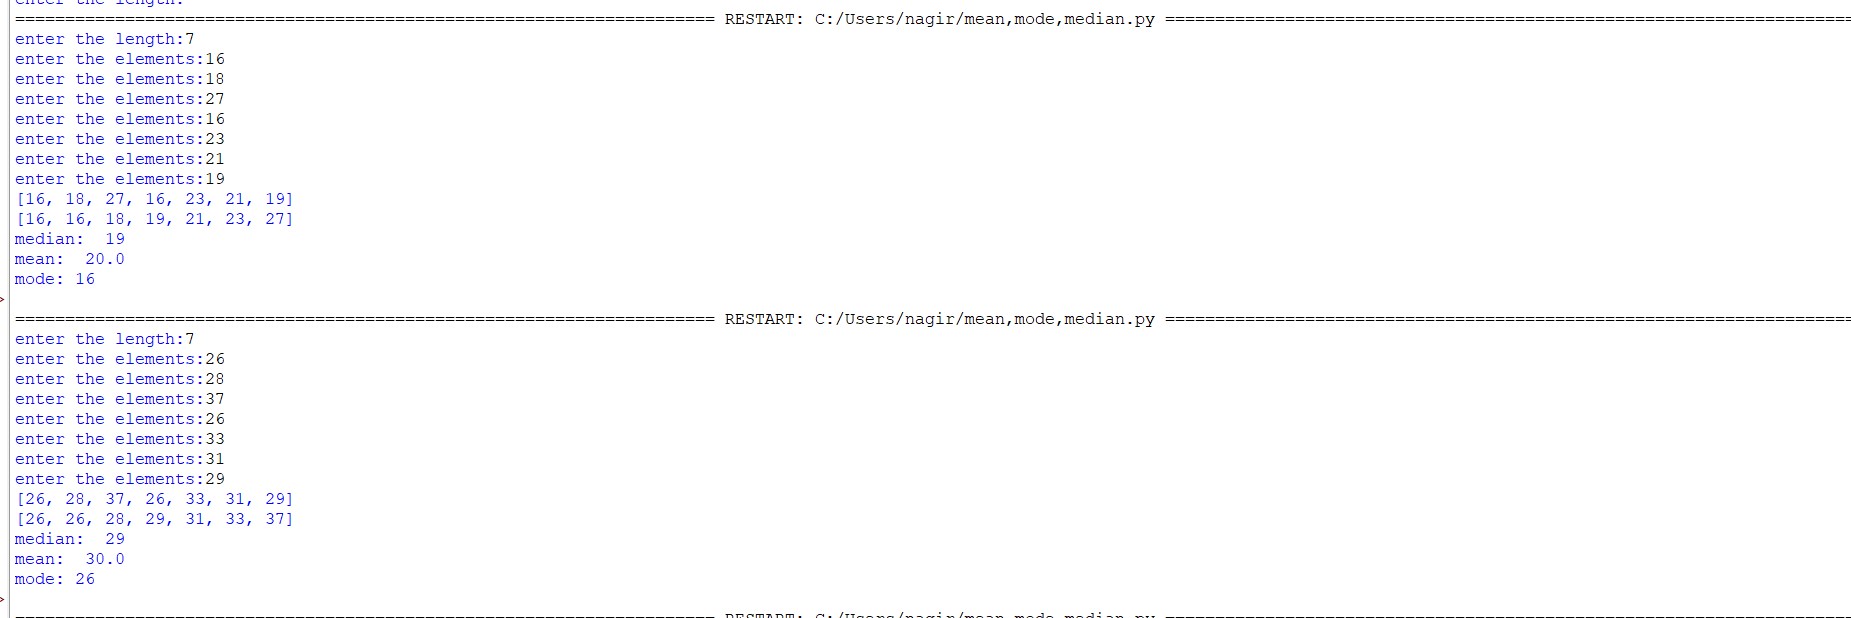 enter the length:
====================================================================== RESTART: C:/Users/nagir/mean,mode,median.py =====================================================================
enter the length:7
enter the elements:16
enter the elements:18
enter the elements:27
enter the elements:16
enter the elements:23
enter the elements:21
enter the elements:19
[16, 18, 27, 16, 23, 21, 19]
[16, 16, 18, 19, 21, 23, 27]
median:  19
mean:  20.0
mode: 16
>
====================================================================== RESTART: C:/Users/nagir/mean,mode,median.py =====================================================================
enter the length:7
enter the elements:26
enter the elements:28
enter the elements:37
enter the elements:26
enter the elements:33
enter the elements:31
enter the elements:29
[26, 28, 37, 26, 33, 31, 29]
[26, 26, 28, 29, 31, 33, 37]
median:  29
mean:  30.0
mode: 26
>
====================================================================== RESTART: C:/Users/nagir/mean,mode,median.py =====================================================================